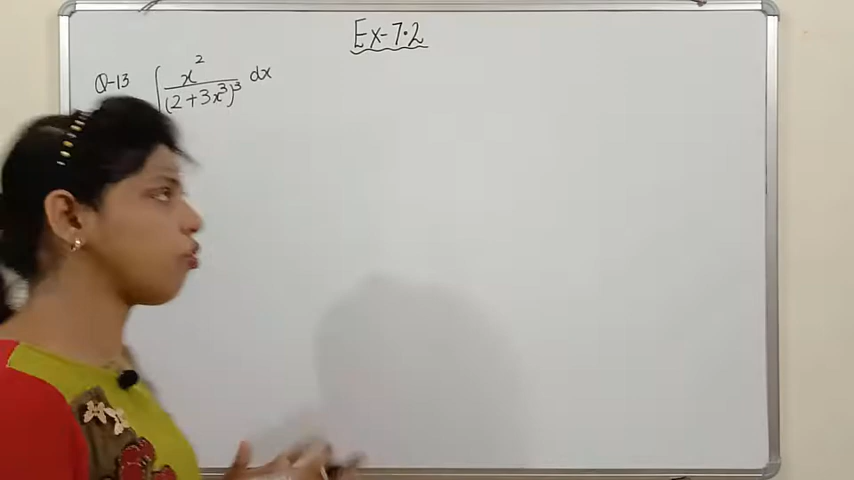 Ex-7.2
Q-13 ∫ x² / (2+3x³)³ dx